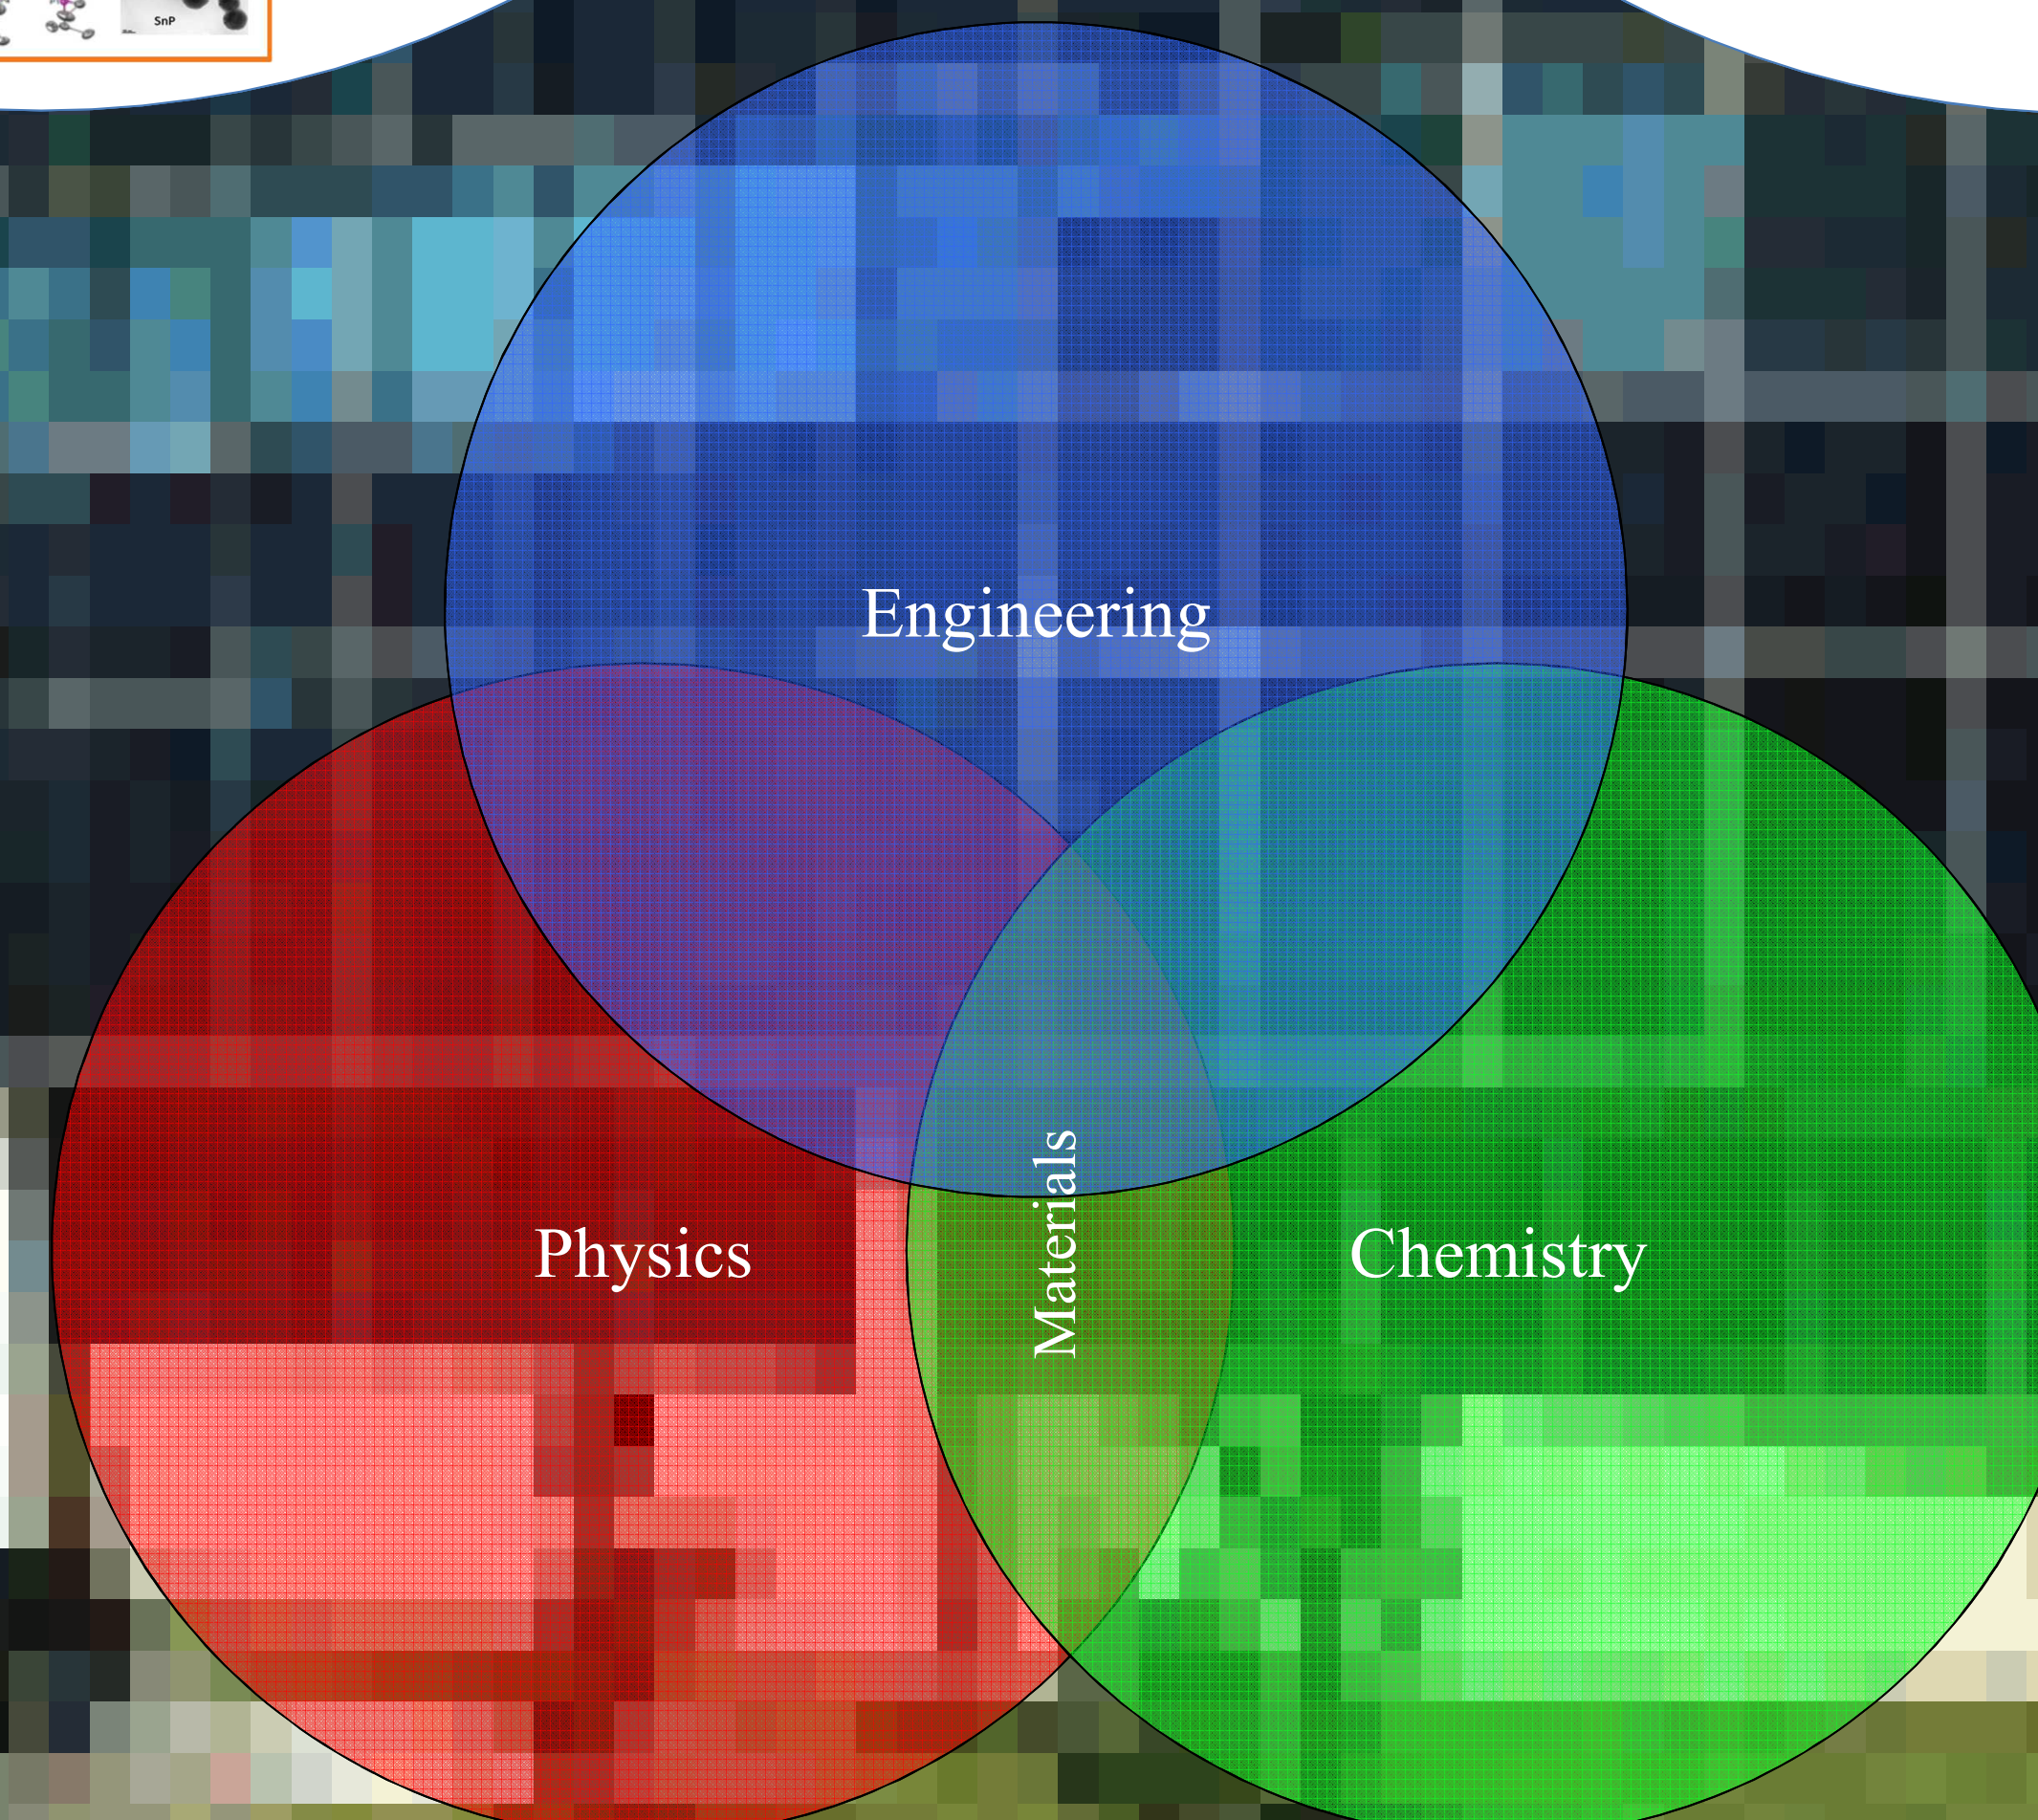 SnP
Engineering
Physics
Materials
Chemistry